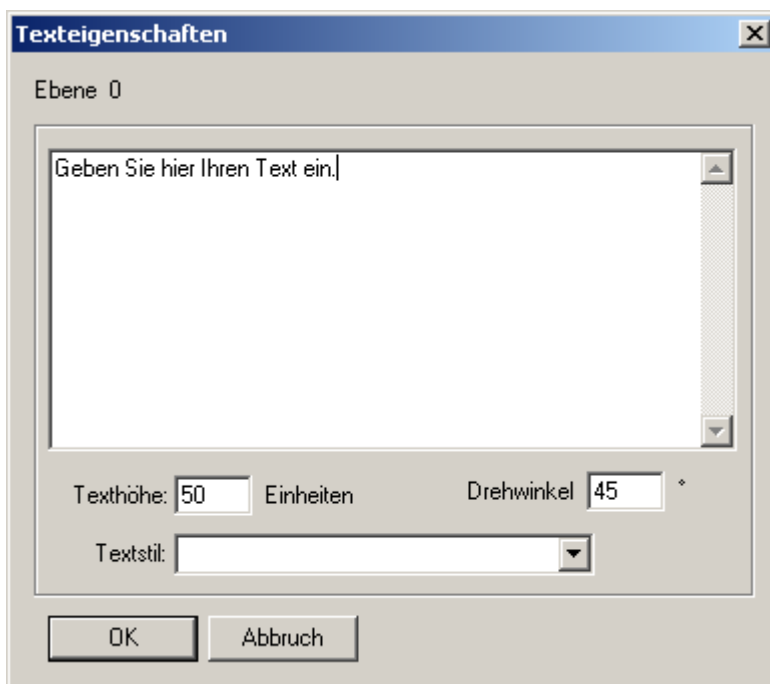 Texteigenschaften
Ebene 0
Geben Sie hier Ihren Text ein.
Texthöhe: 50 Einheiten Drehwinkel 45 °
Textstil:
OK Abbruch